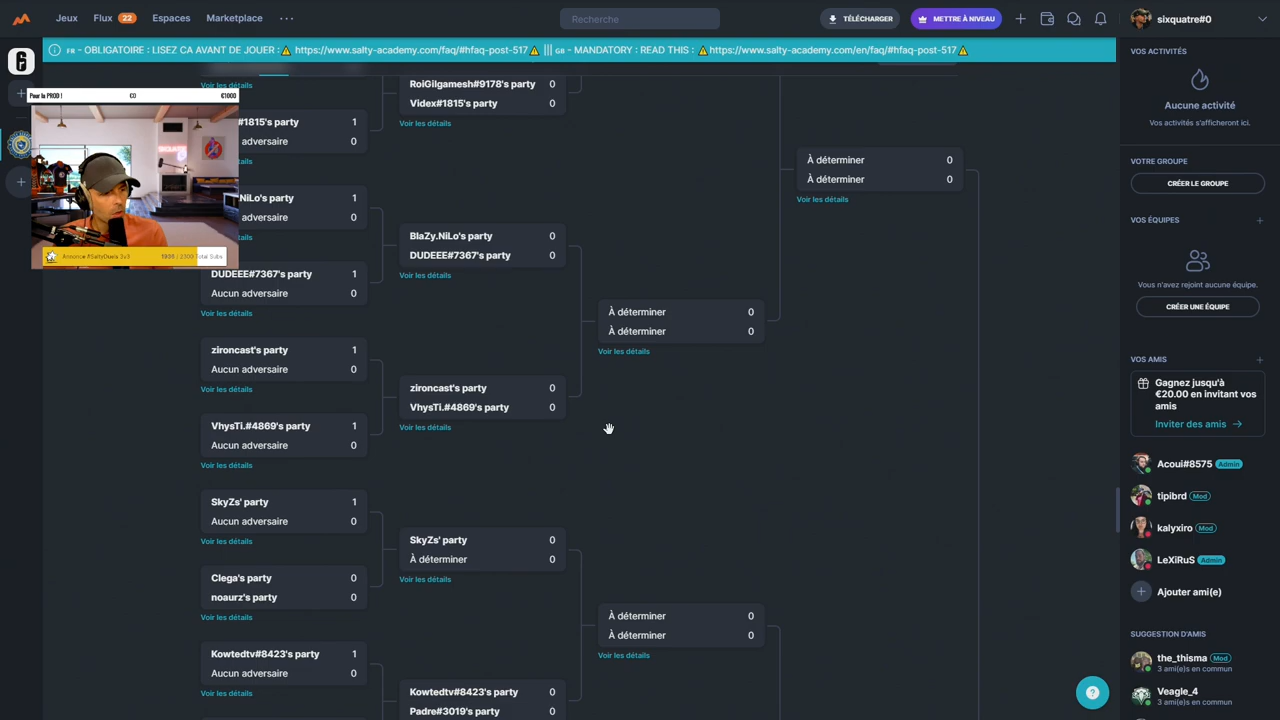 Jeux
Flux 22
Espaces
Marketplace
Recherche
TÉLÉCHARGER
METTRE À NIVEAU
sixquatre#0
FR - OBLIGATOIRE : LISEZ CA AVANT DE JOUER :⚠ https://www.salty-academy.com/faq/#hfaq-post-517⚠ ||| GB - MANDATORY : READ THIS : ⚠https://www.salty-academy.com/en/faq/#hfaq-post-517⚠
Voir les détails
Pour la PROD !
€0
€1000
Annonce #SaltyDuels 3v3
/ 2300 Total Subs
#1815's party 1
adversaire 0
NiLo's party 1
adversaire 0
DUDEEE#7367's party 1
Aucun adversaire 0
Voir les détails
zironcast's party 1
Aucun adversaire 0
Voir les détails
VhysTi.#4869's party 1
Aucun adversaire 0
Voir les détails
SkyZs' party 1
Aucun adversaire 0
Voir les détails
Clega's party 0
noaurz's party 0
Voir les détails
Kowtedtv#8423's party 1
Aucun adversaire 0
Voir les détails
RoiGilgamesh#9178's party 0
Videx#1815's party 0
Voir les détails
BlaZy.NiLo's party 0
DUDEEE#7367's party 0
Voir les détails
zironcast's party 0
VhysTi.#4869's party 0
Voir les détails
SkyZs' party 0
À déterminer 0
Voir les détails
Kowtedtv#8423's party 0
Padre#3019's party 0
À déterminer 0
À déterminer 0
Voir les détails
À déterminer 0
À déterminer 0
Voir les détails
À déterminer 0
À déterminer 0
Voir les détails
VOS ACTIVITÉS
Aucune activité
Vos activités s'afficheront ici.
VOTRE GROUPE
CRÉER LE GROUPE
VOS ÉQUIPES
Vous n'avez rejoint aucune équipe.
CRÉER UNE ÉQUIPE
VOS AMIS
Gagnez jusqu'à
€20.00 en invitant vos
amis
Inviter des amis
Acoui#8575 Admin
tipibrd Mod
kalyxiro Mod
LeXiRuS Admin
Ajouter ami(e)
SUGGESTION D'AMIS
the_thisma Mod
3 ami(e)s en commun
Veagle_4
3 ami(e)s en commun